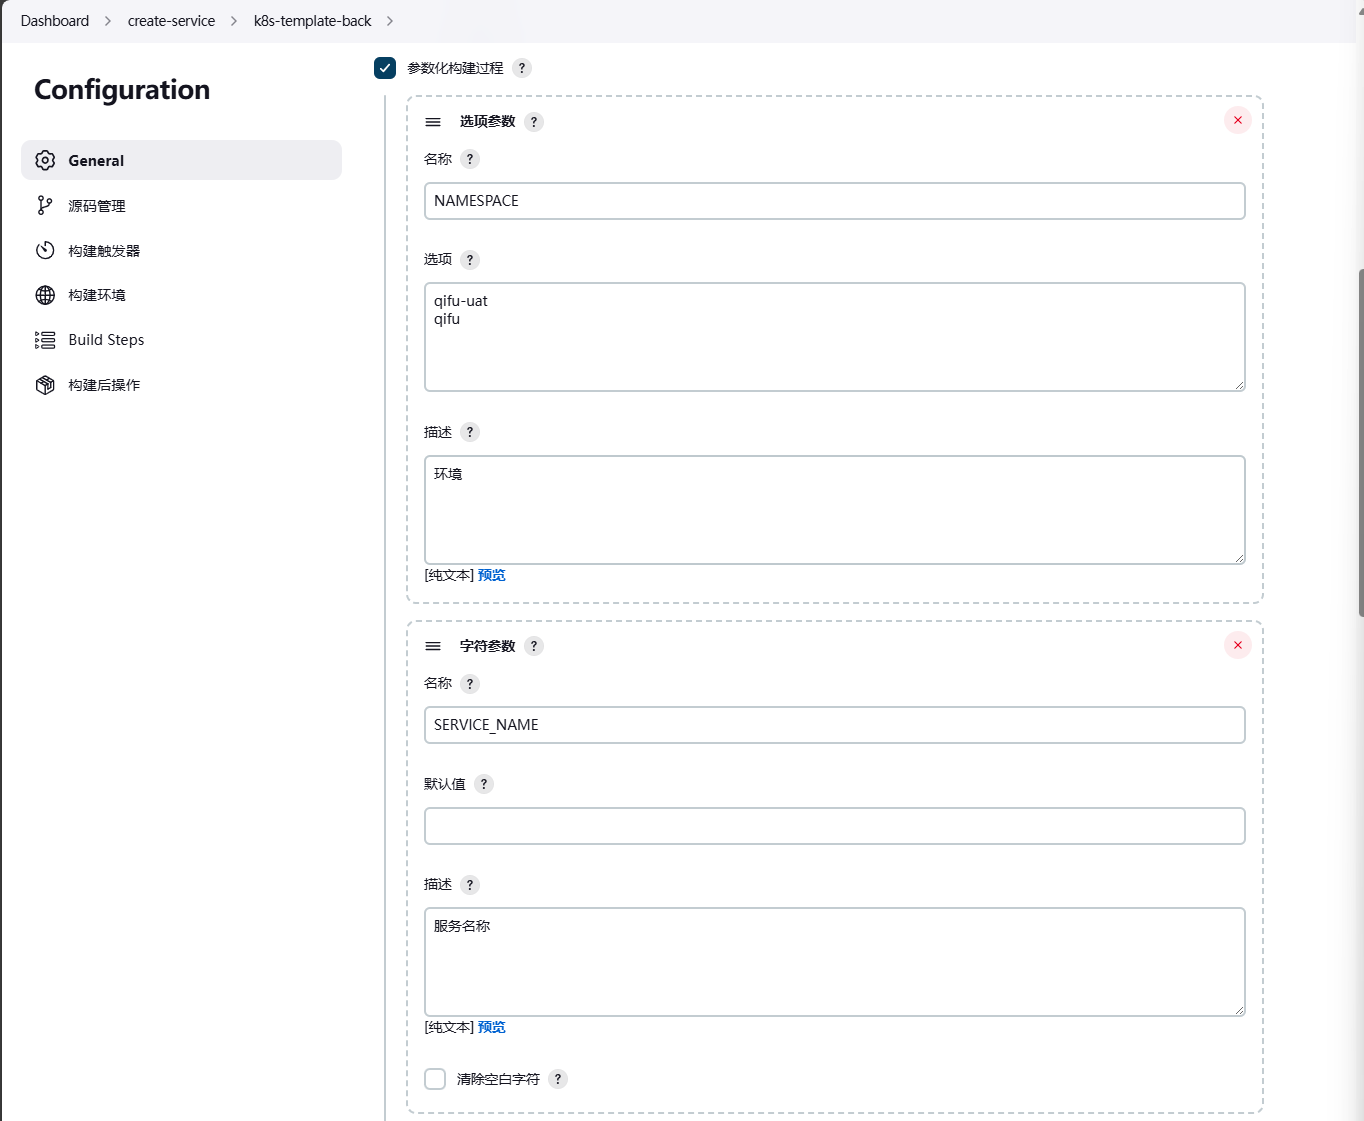 Dashboard > create-service > k8s-template-back >
Configuration
General
源码管理
构建触发器
构建环境
Build Steps
构建后操作
参数化构建过程 ?
选项参数 ?
名称 ?
NAMESPACE
选项 ?
qifu-uat
qifu
描述 ?
环境
[纯文本] 预览
字符参数 ?
名称 ?
SERVICE_NAME
默认值 ?
描述 ?
服务名称
[纯文本] 预览
清除空白字符 ?